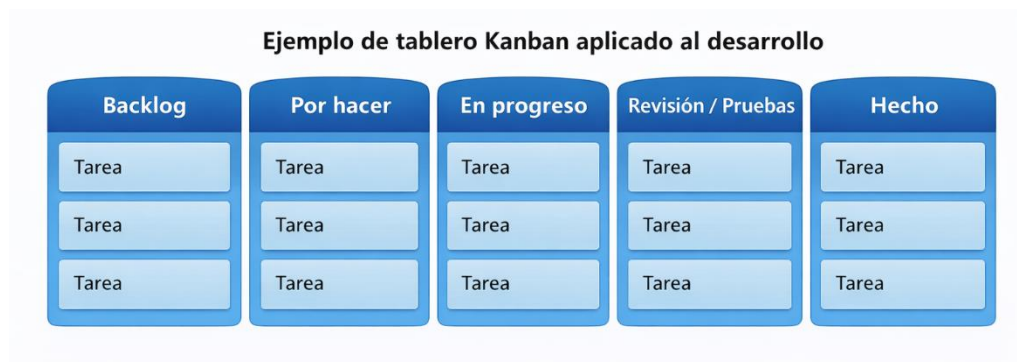 Ejemplo de tablero Kanban aplicado al desarrollo
Backlog
Tarea
Tarea
Tarea
Por hacer
Tarea
Tarea
Tarea
En progreso
Tarea
Tarea
Tarea
Revisión / Pruebas
Tarea
Tarea
Tarea
Hecho
Tarea
Tarea
Tarea